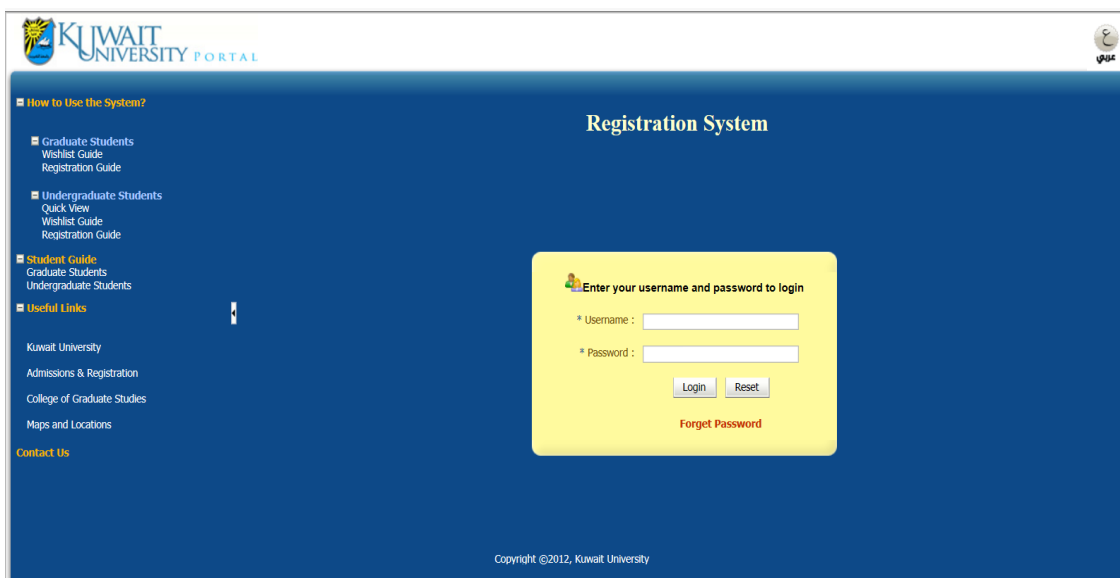 KUWAIT
UNIVERSITY PORTAL
ع
عربي
How to Use the System?
Graduate Students
Wishlist Guide
Registration Guide
Undergraduate Students
Quick View
Wishlist Guide
Registration Guide
Student Guide
Graduate Students
Undergraduate Students
Useful Links
Kuwait University
Admissions & Registration
College of Graduate Studies
Maps and Locations
Contact Us
Registration System
Enter your username and password to login
* Username :
* Password :
Login Reset
Forget Password
Copyright ©2012, Kuwait University